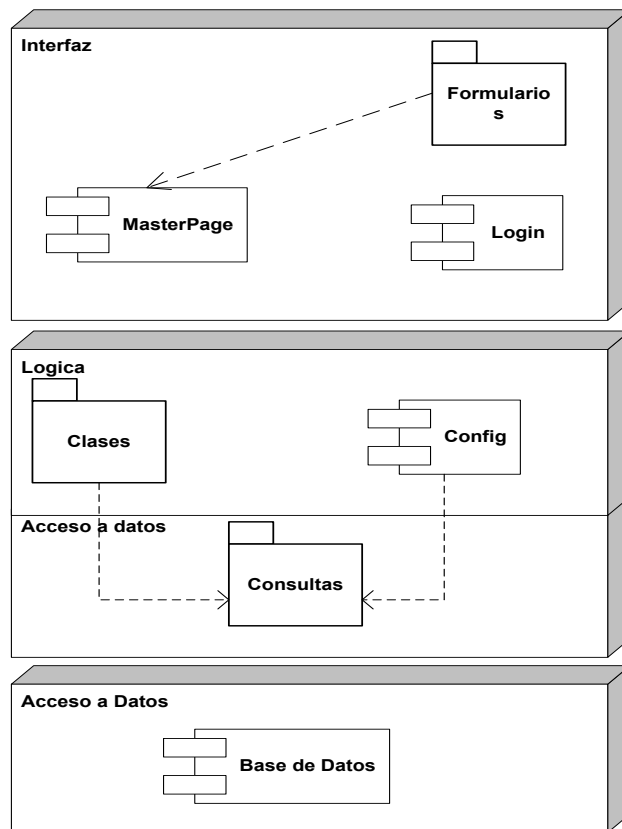 Interfaz
Formulario
s
MasterPage
Login
Logica
Clases
Config
Acceso a datos
Consultas
Acceso a Datos
Base de Datos